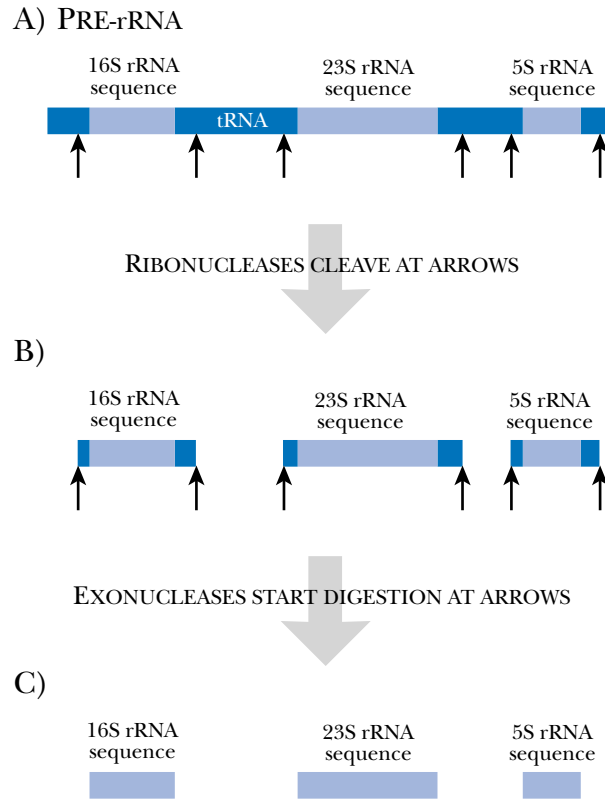 A) PRE-rRNA
16S rRNA
sequence
23S rRNA
sequence
5S rRNA
sequence
tRNA
RIBONUCLEASES CLEAVE AT ARROWS
B)
16S rRNA
sequence
23S rRNA
sequence
5S rRNA
sequence
EXONUCLEASES START DIGESTION AT ARROWS
C)
16S rRNA
sequence
23S rRNA
sequence
5S rRNA
sequence